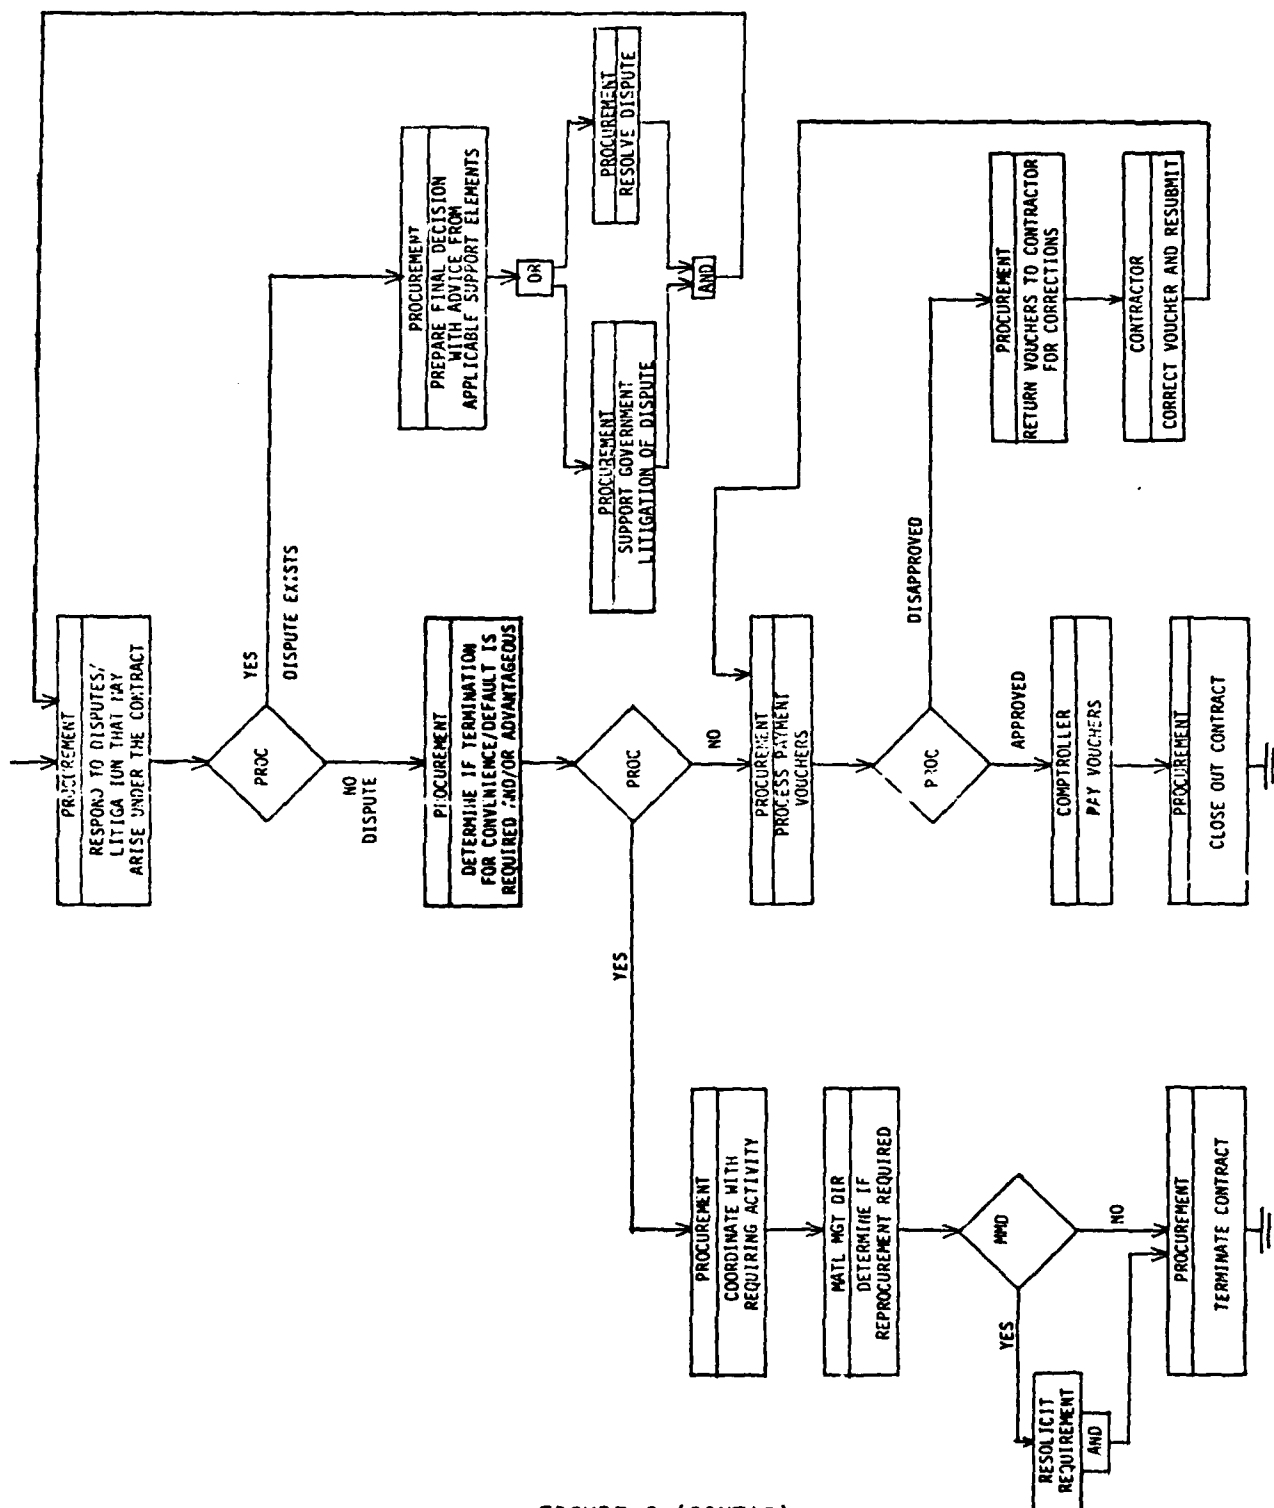 PROCUREMENT
RESPOND TO DISPUTES/
LITIGATION THAT MAY
ARISE UNDER THE CONTRACT
PROC
YES
DISPUTE EXISTS
NO
DISPUTE
PROCUREMENT
PREPARE FINAL DECISION
WITH ADVICE FROM
APPLICABLE SUPPORT ELEMENTS
OR
PROCUREMENT
SUPPORT GOVERNMENT
LITIGATION OF DISPUTE
PROCUREMENT
RESOLVE DISPUTE
AND
PROCUREMENT
DETERMINE IF TERMINATION
FOR CONVENIENCE/DEFAULT IS
REQUIRED AND/OR ADVANTAGEOUS
PROC
YES
NO
PROCUREMENT
PROCESS PAYMENT
VOUCHERS
PROC
DISAPPROVED
APPROVED
PROCUREMENT
RETURN VOUCHERS TO CONTRACTOR
FOR CORRECTIONS
CONTRACTOR
CORRECT VOUCHER AND RESUBMIT
COMPTROLLER
PAY VOUCHERS
PROCUREMENT
CLOSE OUT CONTRACT
PROCUREMENT
COORDINATE WITH
REQUIRING ACTIVITY
MATL MGT DIR
DETERMINE IF
REPROCUREMENT REQUIRED
MMD
YES
NO
RESOLICIT
REQUIREMENT
AND
PROCUREMENT
TERMINATE CONTRACT